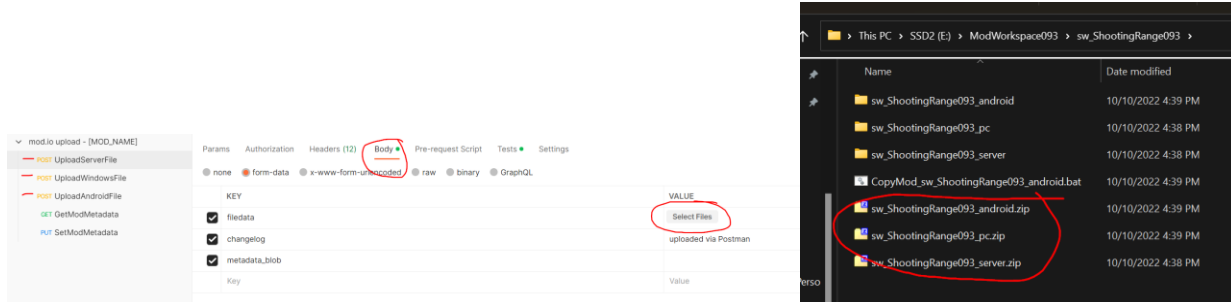 mod.io upload - [MOD_NAME]
POST UploadServerFile
POST UploadWindowsFile
POST UploadAndroidFile
GET GetModMetadata
PUT SetModMetadata
Params Authorization Headers (12) Body Pre-request Script Tests Settings
none form-data x-www-form-unencoded raw binary GraphQL
KEY VALUE
filedata Select Files
changelog uploaded via Postman
metadata_blob
Key Value
This PC > SSD2 (E:) > ModWorkspace093 > sw_ShootingRange093 >
Name Date modified
sw_ShootingRange093_android 10/10/2022 4:39 PM
sw_ShootingRange093_pc 10/10/2022 4:38 PM
sw_ShootingRange093_server 10/10/2022 4:38 PM
CopyMod_sw_ShootingRange093_android.bat 10/10/2022 4:39 PM
sw_ShootingRange093_android.zip 10/10/2022 4:39 PM
sw_ShootingRange093_pc.zip 10/10/2022 4:39 PM
sw_ShootingRange093_server.zip 10/10/2022 4:38 PM
Perso